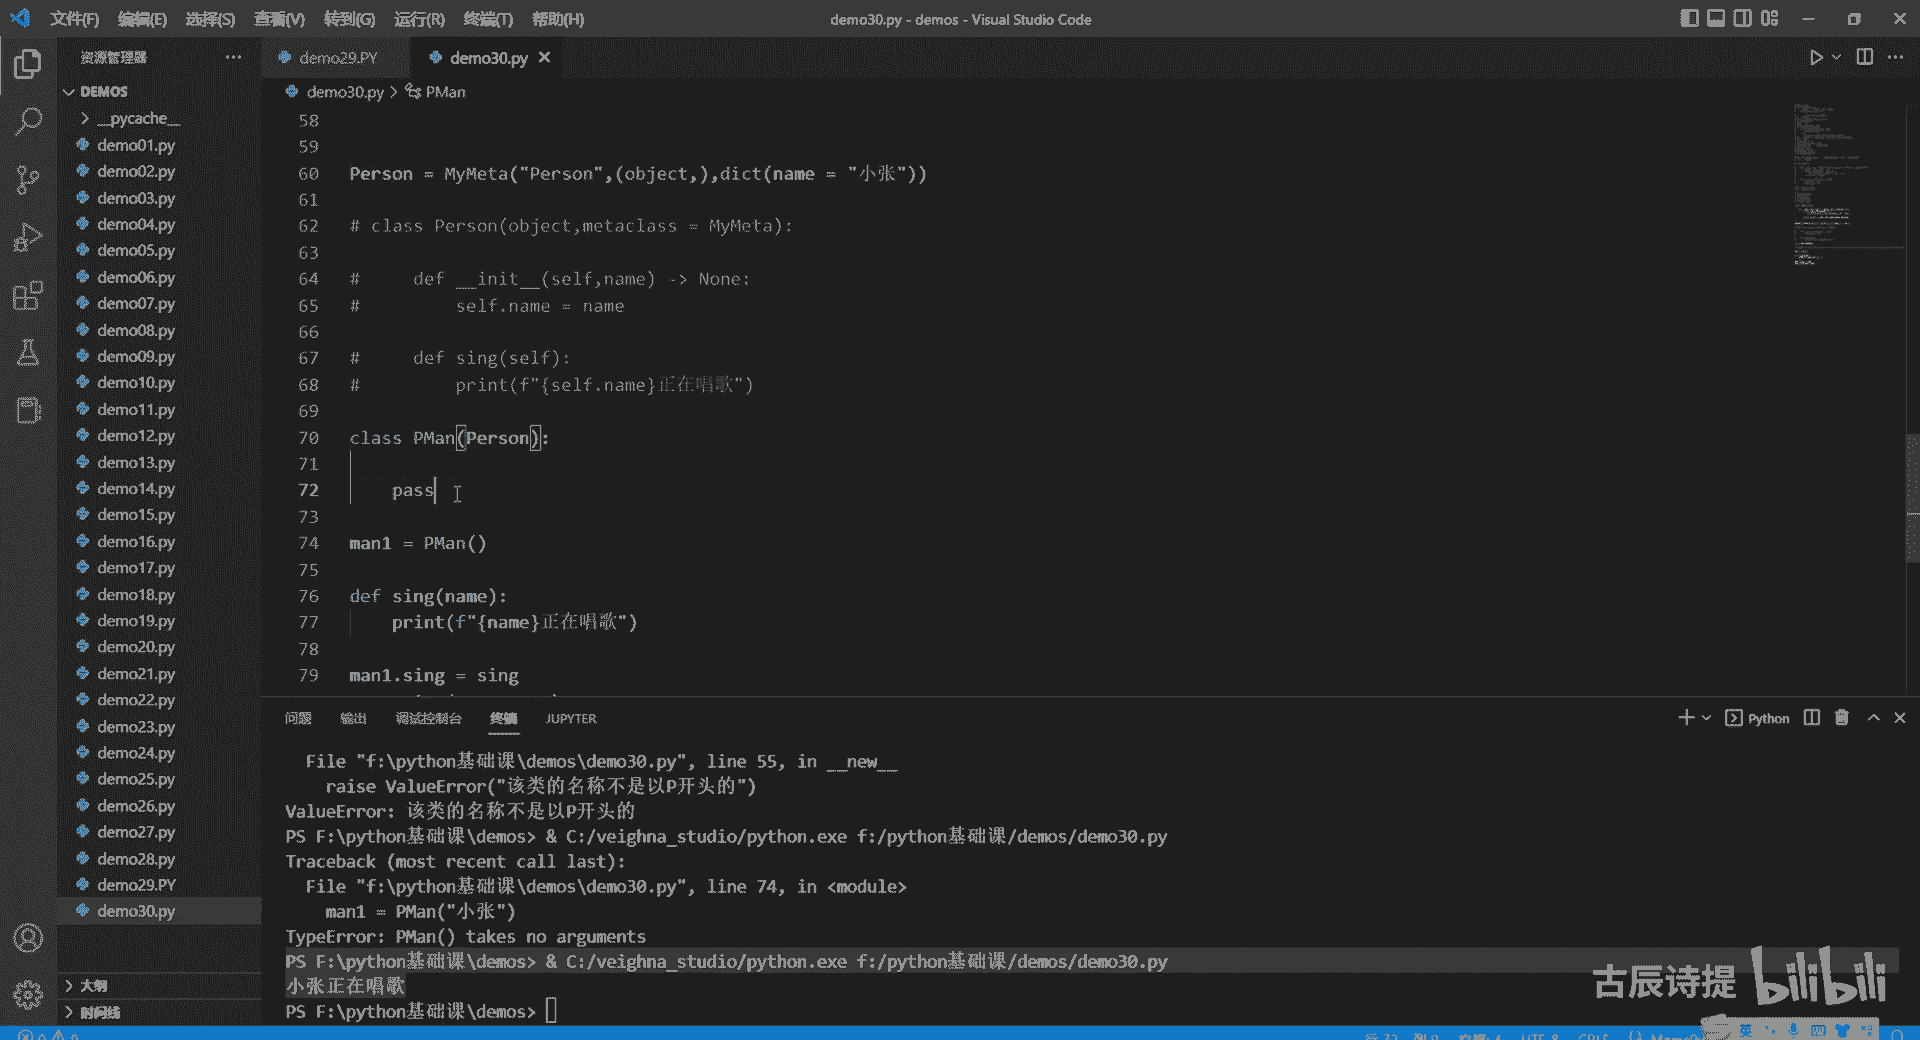 文件(F) 编辑(E) 选择(S) 查看(V) 转到(G) 运行(R) 终端(T) 帮助(H) demo30.py - demos - Visual Studio Code
资源管理器
demo29.PY demo30.py
DEMOS
demo30.py > PMan
__pycache__
demo01.py
demo02.py
demo03.py
demo04.py
demo05.py
demo06.py
demo07.py
demo08.py
demo09.py
demo10.py
demo11.py
demo12.py
demo13.py
demo14.py
demo15.py
demo16.py
demo17.py
demo18.py
demo19.py
demo20.py
demo21.py
demo22.py
demo23.py
demo24.py
demo25.py
demo26.py
demo27.py
demo28.py
demo29.PY
demo30.py
大纲
时间线
58
59
60 Person = MyMeta("Person",(object,),dict(name = "小张"))
61
62 # class Person(object,metaclass = MyMeta):
63
64 #     def __init__(self,name) -> None:
65 #         self.name = name
66
67 #     def sing(self):
68 #         print(f"{self.name}正在唱歌")
69
70 class PMan(Person):
71
72     pass
73
74 man1 = PMan()
75
76 def sing(name):
77     print(f"{name}正在唱歌")
78
79 man1.sing = sing
问题 输出 调试控制台 终端 JUPYTER
Python
File "f:\python基础课\demos\demo30.py", line 55, in __new__
raise ValueError("该类的名称不是以P开头的")
ValueError: 该类的名称不是以P开头的
PS F:\python基础课\demos> & C:/veighna_studio/python.exe f:/python基础课/demos/demo30.py
Traceback (most recent call last):
File "f:\python基础课\demos\demo30.py", line 74, in <module>
man1 = PMan("小张")
TypeError: PMan() takes no arguments
PS F:\python基础课\demos> & C:/veighna_studio/python.exe f:/python基础课/demos/demo30.py
小张正在唱歌
PS F:\python基础课\demos>
古辰诗提 bilibili
英